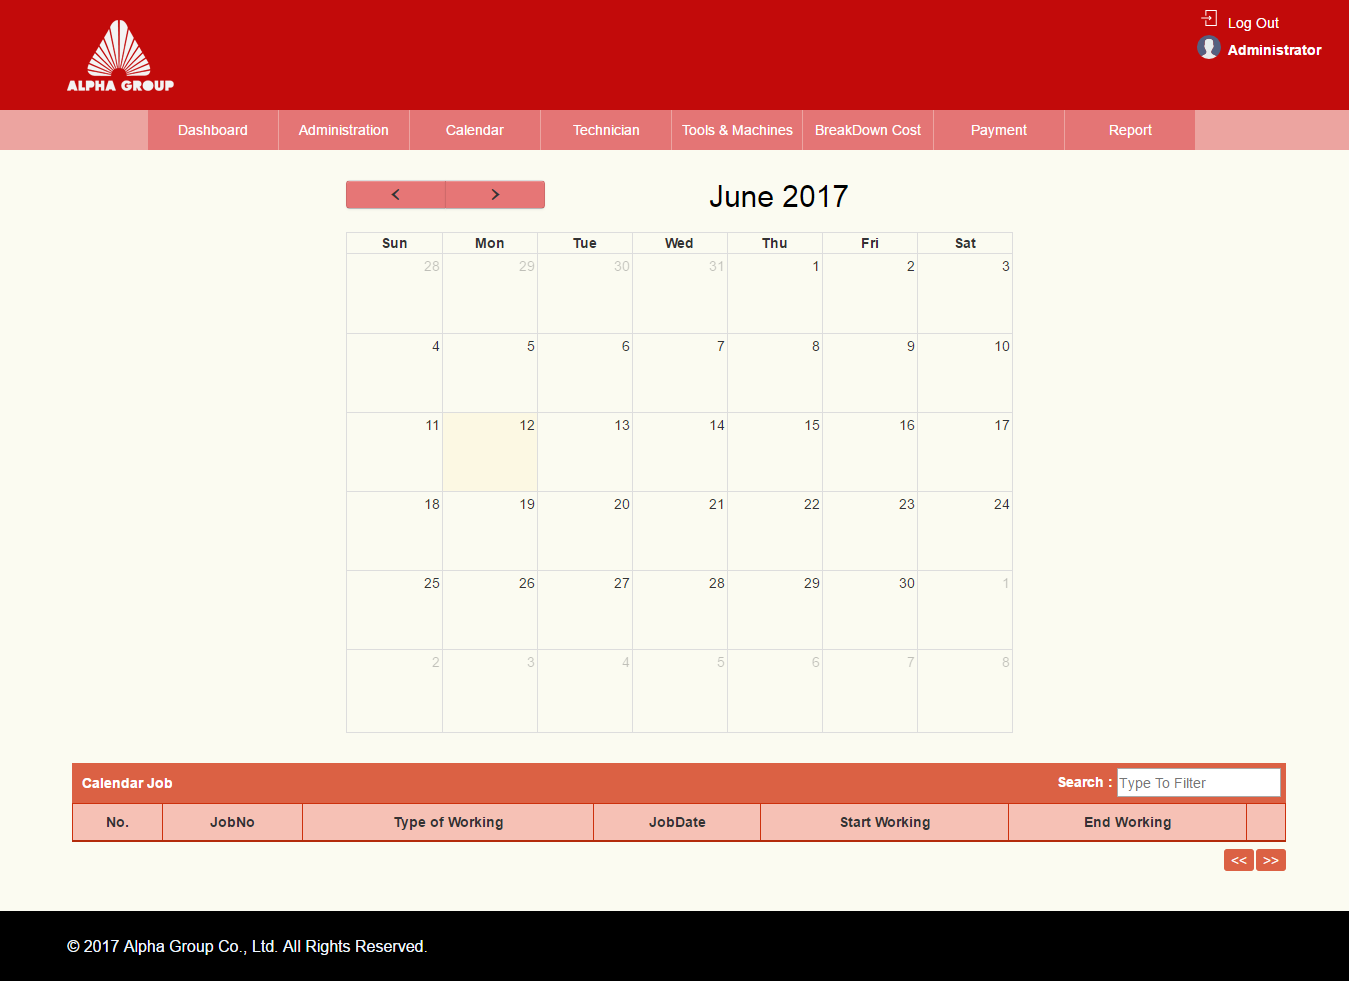 Log Out
ALPHA GROUP
Administrator
Dashboard Administration Calendar Technician Tools & Machines BreakDown Cost Payment Report
< > June 2017
Sun Mon Tue Wed Thu Fri Sat
28 29 30 31 1 2 3
4 5 6 7 8 9 10
11 12 13 14 15 16 17
18 19 20 21 22 23 24
25 26 27 28 29 30 1
2 3 4 5 6 7 8
Calendar Job Search : Type To Filter
No. JobNo Type of Working JobDate Start Working End Working
<< >>
© 2017 Alpha Group Co., Ltd. All Rights Reserved.